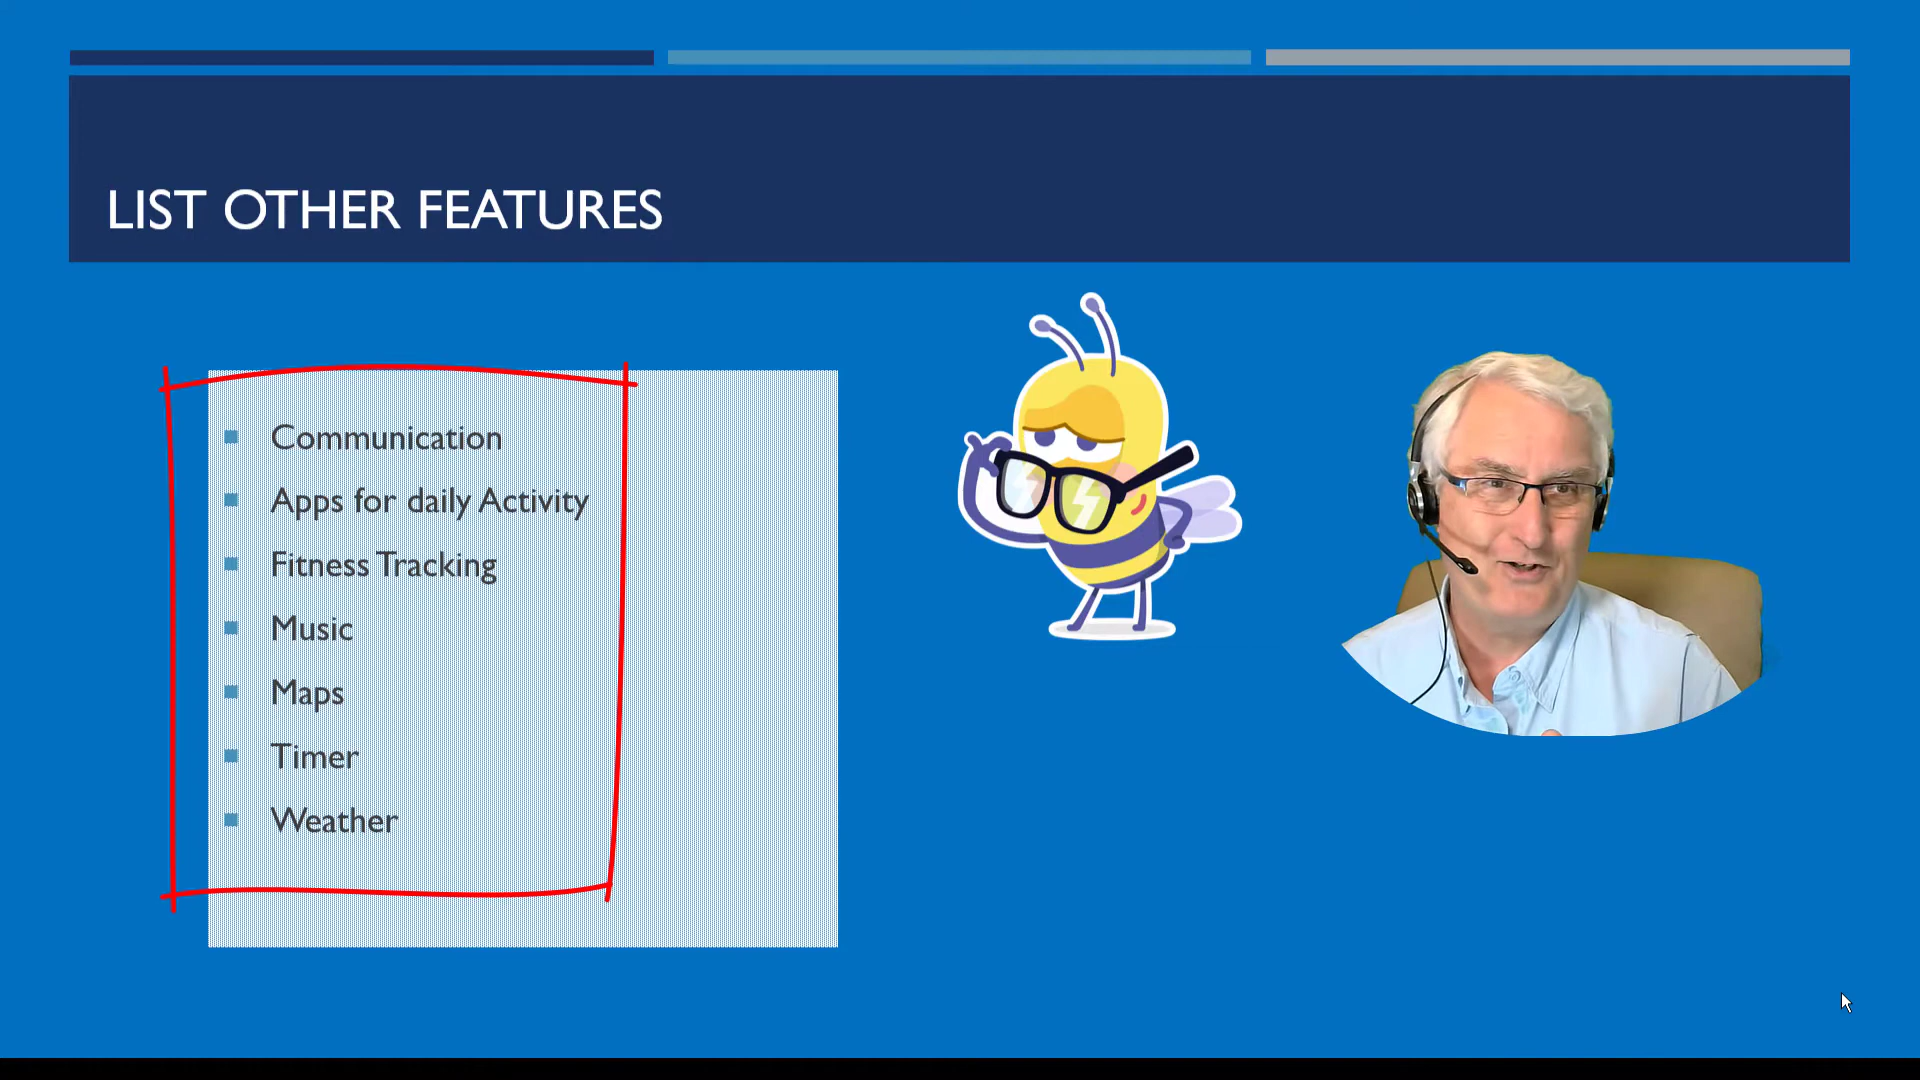 LIST OTHER FEATURES
Communication
Apps for daily Activity
Fitness Tracking
Music
Maps
Timer
Weather